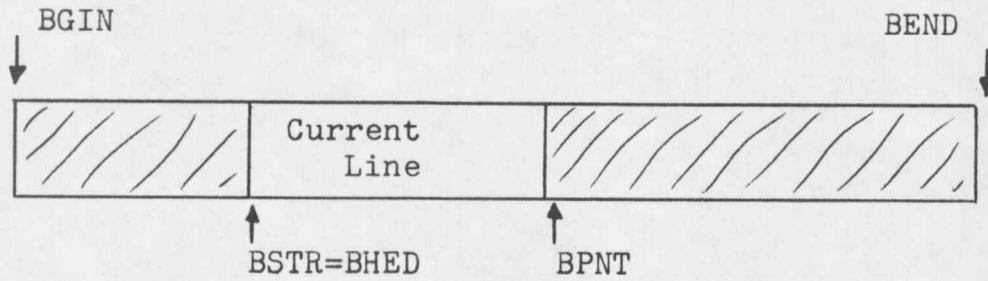 BGIN
BEND
Current
Line
BSTR=BHED
BPNT